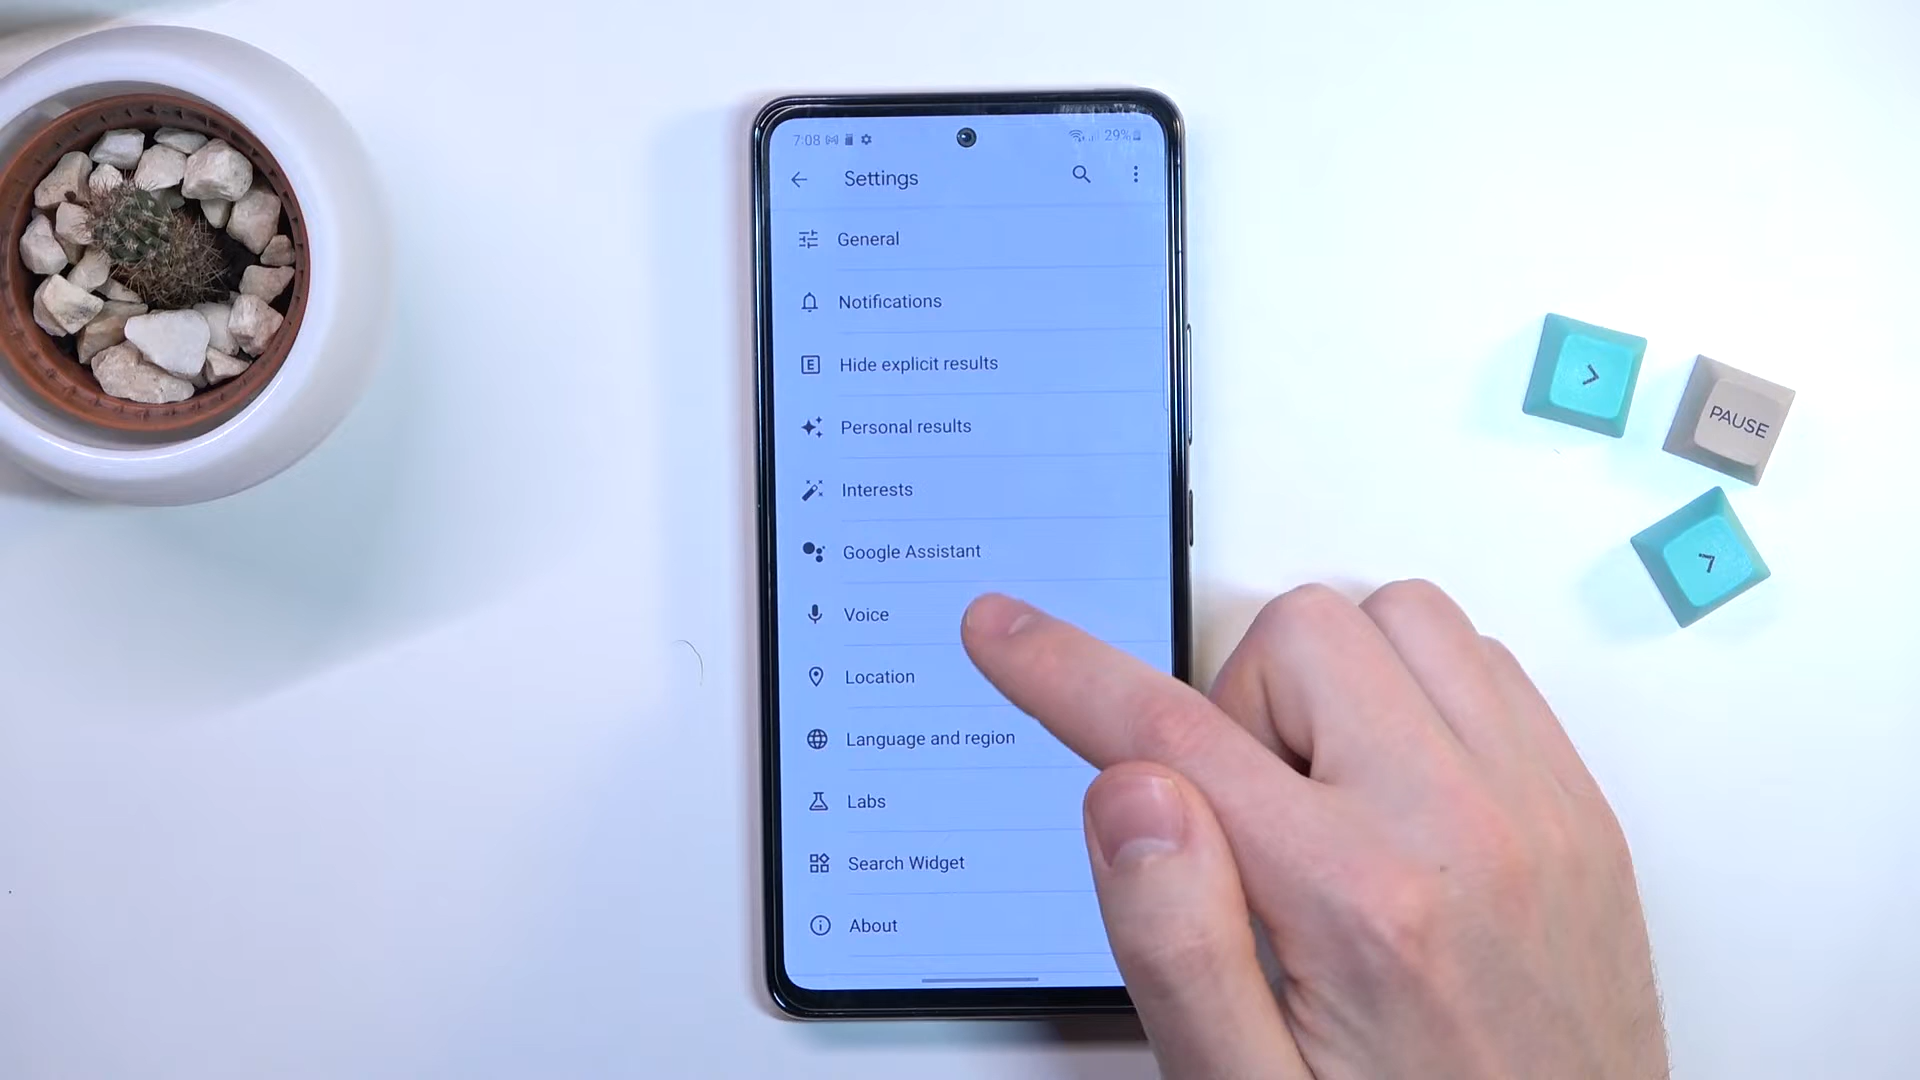 7:08
29%
Settings
General
Notifications
E Hide explicit results
Personal results
Interests
Google Assistant
Voice
Location
Language and region
Labs
Search Widget
About
>
PAUSE
>